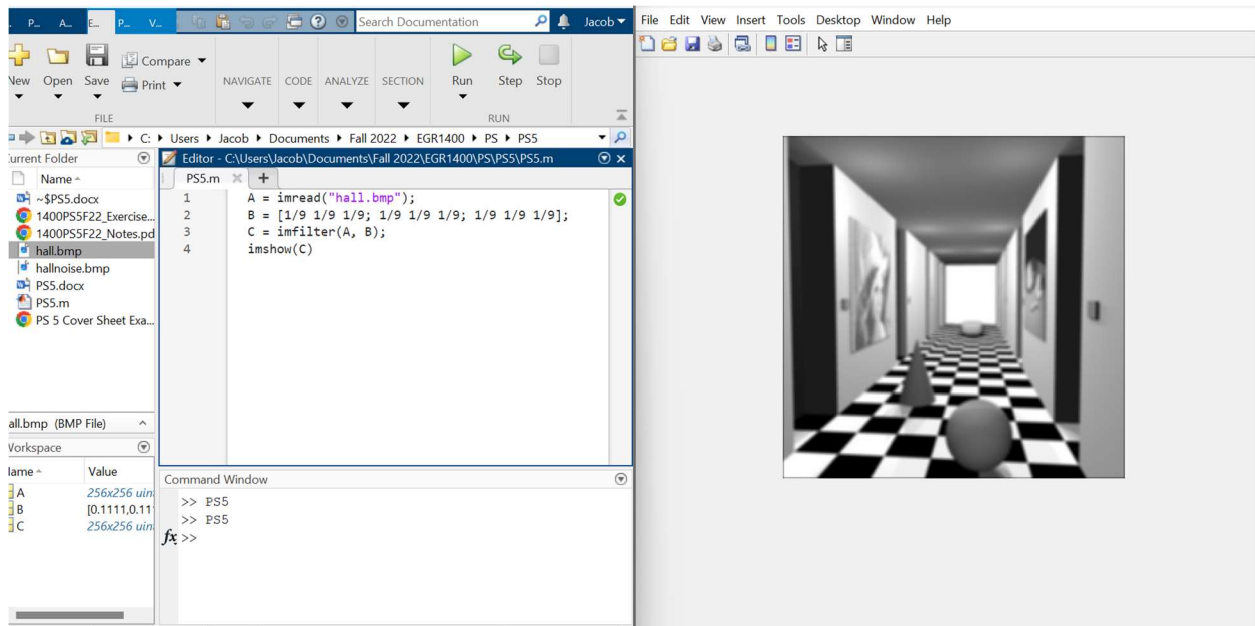 P... A... E... P... V... Search Documentation Jacob
New Open Save Compare Print NAVIGATE CODE ANALYZE SECTION Run Step Stop
FILE RUN
C: Users Jacob Documents Fall 2022 EGR1400 PS PS5
Current Folder
Name
~$PS5.docx
1400PS5F22_Exercise...
1400PS5F22_Notes.pd
hall.bmp
hallnoise.bmp
PS5.docx
PS5.m
PS 5 Cover Sheet Exa...
all.bmp (BMP File)
Workspace
Name Value
A 256x256 uin
B [0.1111,0.11
C 256x256 uin
Editor - C:\Users\Jacob\Documents\Fall 2022\EGR1400\PS\PS5\PS5.m
PS5.m × +
1 A = imread("hall.bmp");
2 B = [1/9 1/9 1/9; 1/9 1/9 1/9; 1/9 1/9 1/9];
3 C = imfilter(A, B);
4 imshow(C)
Command Window
>> PS5
>> PS5
fx >>
File Edit View Insert Tools Desktop Window Help